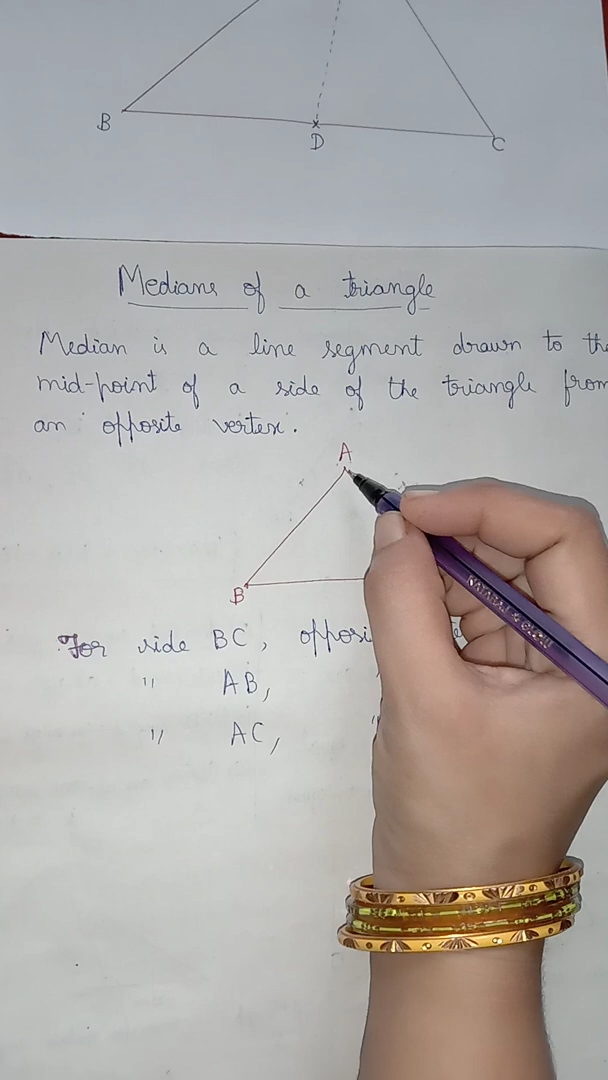 B
D
C
Medians of a triangle
Median is a line segment drawn to the
mid-point of a side of the triangle from
an opposite vertex.
A
B
For side BC, opposi
" AB,
" AC, "